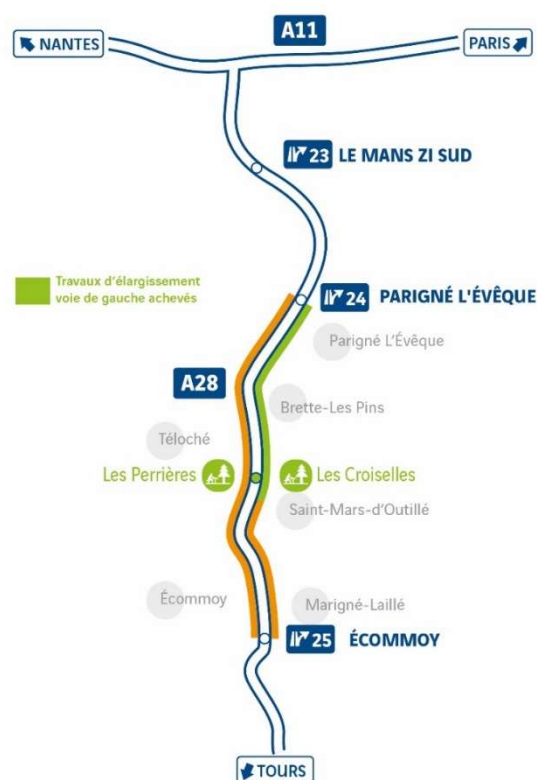 A11
NANTES
PARIS
23 LE MANS ZI SUD
Travaux d'élargissement
voie de gauche achevés
24 PARIGNÉ L'ÉVÊQUE
Parigné L'Évêque
A28
Brette-Les Pins
Téloché
Les Perrières
Les Croiselles
Saint-Mars-d'Outillé
Écommoy
Marigné-Laillé
25 ÉCOMMOY
TOURS